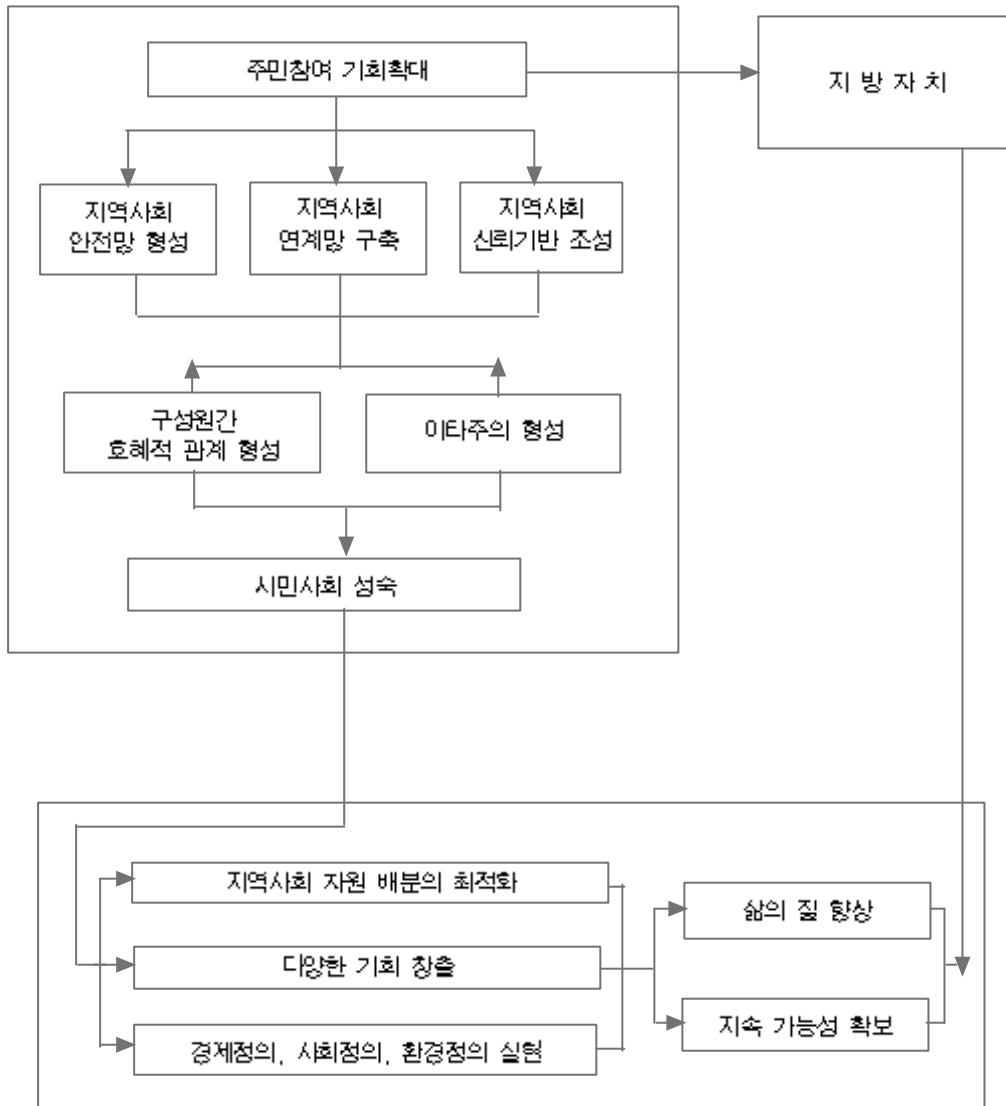 주민참여 기회확대
지 방 자 치
지역사회
안전망 형성
지역사회
연계망 구축
지역사회
신뢰기반 조성
구성원간
호혜적 관계 형성
이타주의 형성
시민사회 성숙
지역사회 자원 배분의 최적화
삶의 질 향상
다양한 기회 창출
지속 가능성 확보
경제정의, 사회정의, 환경정의 실현